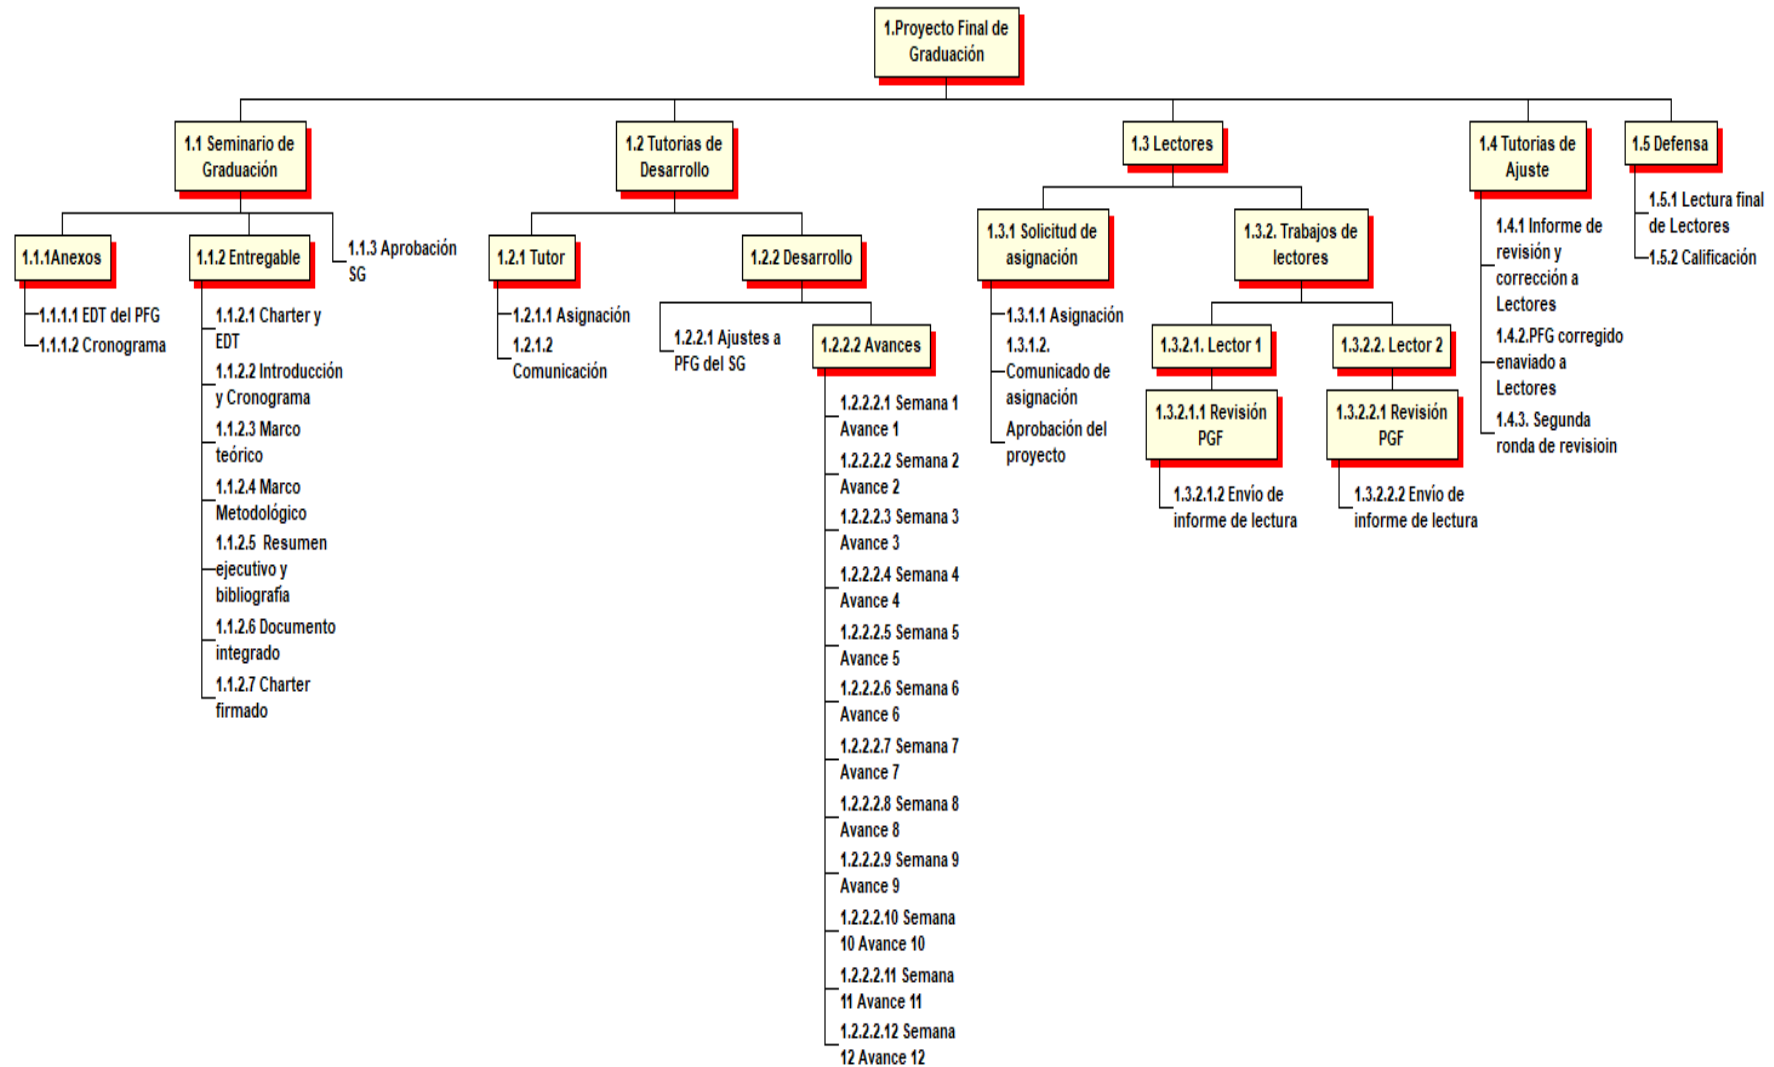 1.Proyecto Final de
Graduación
1.1 Seminario de
Graduación
1.1.1Anexos
1.1.1.1 EDT del PFG
1.1.1.2 Cronograma
1.1.2 Entregable
1.1.2.1 Charter y
EDT
1.1.2.2 Introducción
y Cronograma
1.1.2.3 Marco
teórico
1.1.2.4 Marco
Metodológico
1.1.2.5 Resumen
ejecutivo y
bibliografía
1.1.2.6 Documento
integrado
1.1.2.7 Charter
firmado
1.1.3 Aprobación
SG
1.2 Tutorias de
Desarrollo
1.2.1 Tutor
1.2.1.1 Asignación
1.2.1.2
Comunicación
1.2.2 Desarrollo
1.2.2.1 Ajustes a
PFG del SG
1.2.2.2 Avances
1.2.2.2.1 Semana 1
Avance 1
1.2.2.2.2 Semana 2
Avance 2
1.2.2.2.3 Semana 3
Avance 3
1.2.2.2.4 Semana 4
Avance 4
1.2.2.2.5 Semana 5
Avance 5
1.2.2.2.6 Semana 6
Avance 6
1.2.2.2.7 Semana 7
Avance 7
1.2.2.2.8 Semana 8
Avance 8
1.2.2.2.9 Semana 9
Avance 9
1.2.2.2.10 Semana
10 Avance 10
1.2.2.2.11 Semana
11 Avance 11
1.2.2.2.12 Semana
12 Avance 12
1.3 Lectores
1.3.1 Solicitud de
asignación
1.3.1.1 Asignación
1.3.1.2.
Comunicado de
asignación
Aprobación del
proyecto
1.3.2. Trabajos de
lectores
1.3.2.1. Lector 1
1.3.2.1.1 Revisión
PGF
1.3.2.1.2 Envío de
informe de lectura
1.3.2.2. Lector 2
1.3.2.2.1 Revisión
PGF
1.3.2.2.2 Envío de
informe de lectura
1.4 Tutorias de
Ajuste
1.4.1 Informe de
revisión y
corrección a
Lectores
1.4.2.PFG corregido
enaviado a
Lectores
1.4.3. Segunda
ronda de revisioin
1.5 Defensa
1.5.1 Lectura final
de Lectores
1.5.2 Calificación